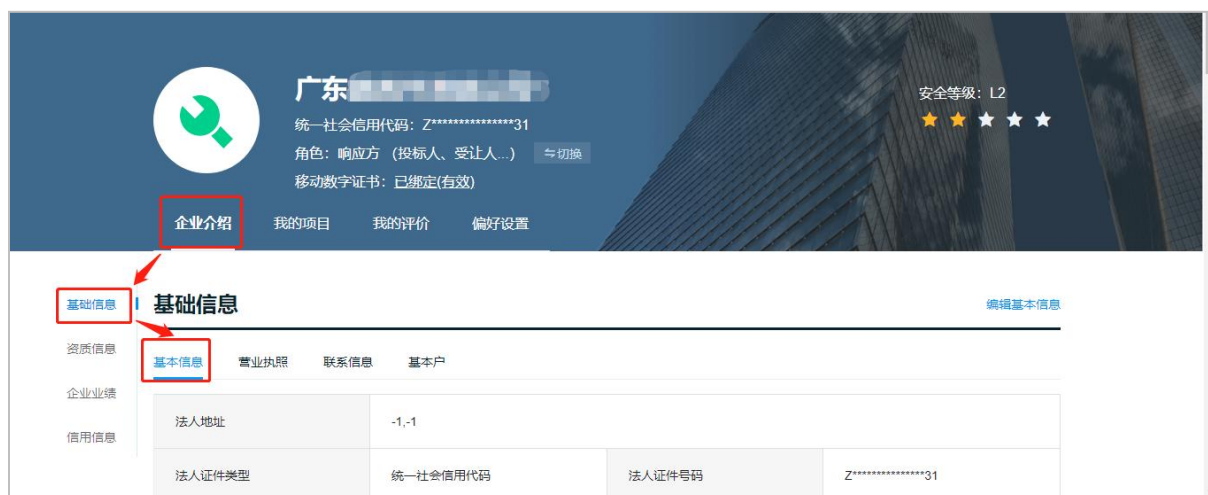 广东
安全等级：L2
统一社会信用代码：Z***************31
角色：响应方（投标人、受让人...） ⇋切换
移动数字证书：已绑定(有效)
企业介绍 我的项目 我的评价 偏好设置
基础信息 基础信息 编辑基本信息
资质信息 基本信息 营业执照 联系信息 基本户
企业业绩
法人地址 -1,-1
信用信息
法人证件类型 统一社会信用代码 法人证件号码 Z***************31